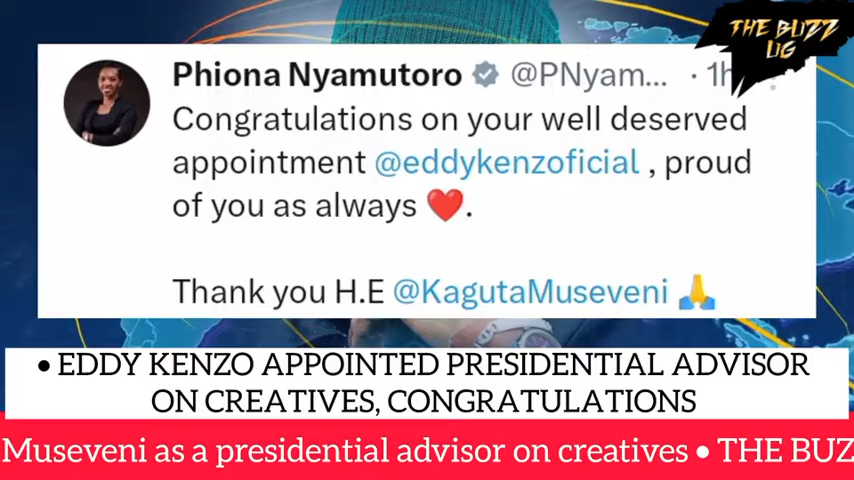 THE BUZZ
UG
Phiona Nyamutoro @PNyam... · 1h
Congratulations on your well deserved
appointment @eddykenzoficial , proud
of you as always ❤️.
Thank you H.E @KagutaMuseveni 🙏
• EDDY KENZO APPOINTED PRESIDENTIAL ADVISOR
ON CREATIVES, CONGRATULATIONS
Museveni as a presidential advisor on creatives • THE BUZ